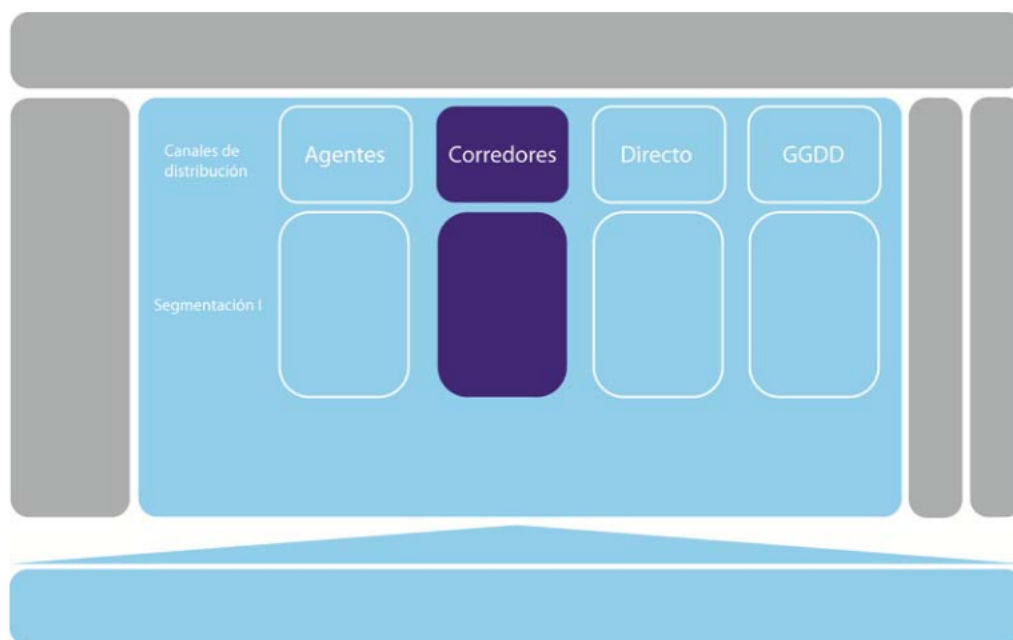 Canales de
distribución
Agentes
Corredores
Directo
GGDD
Segmentación I